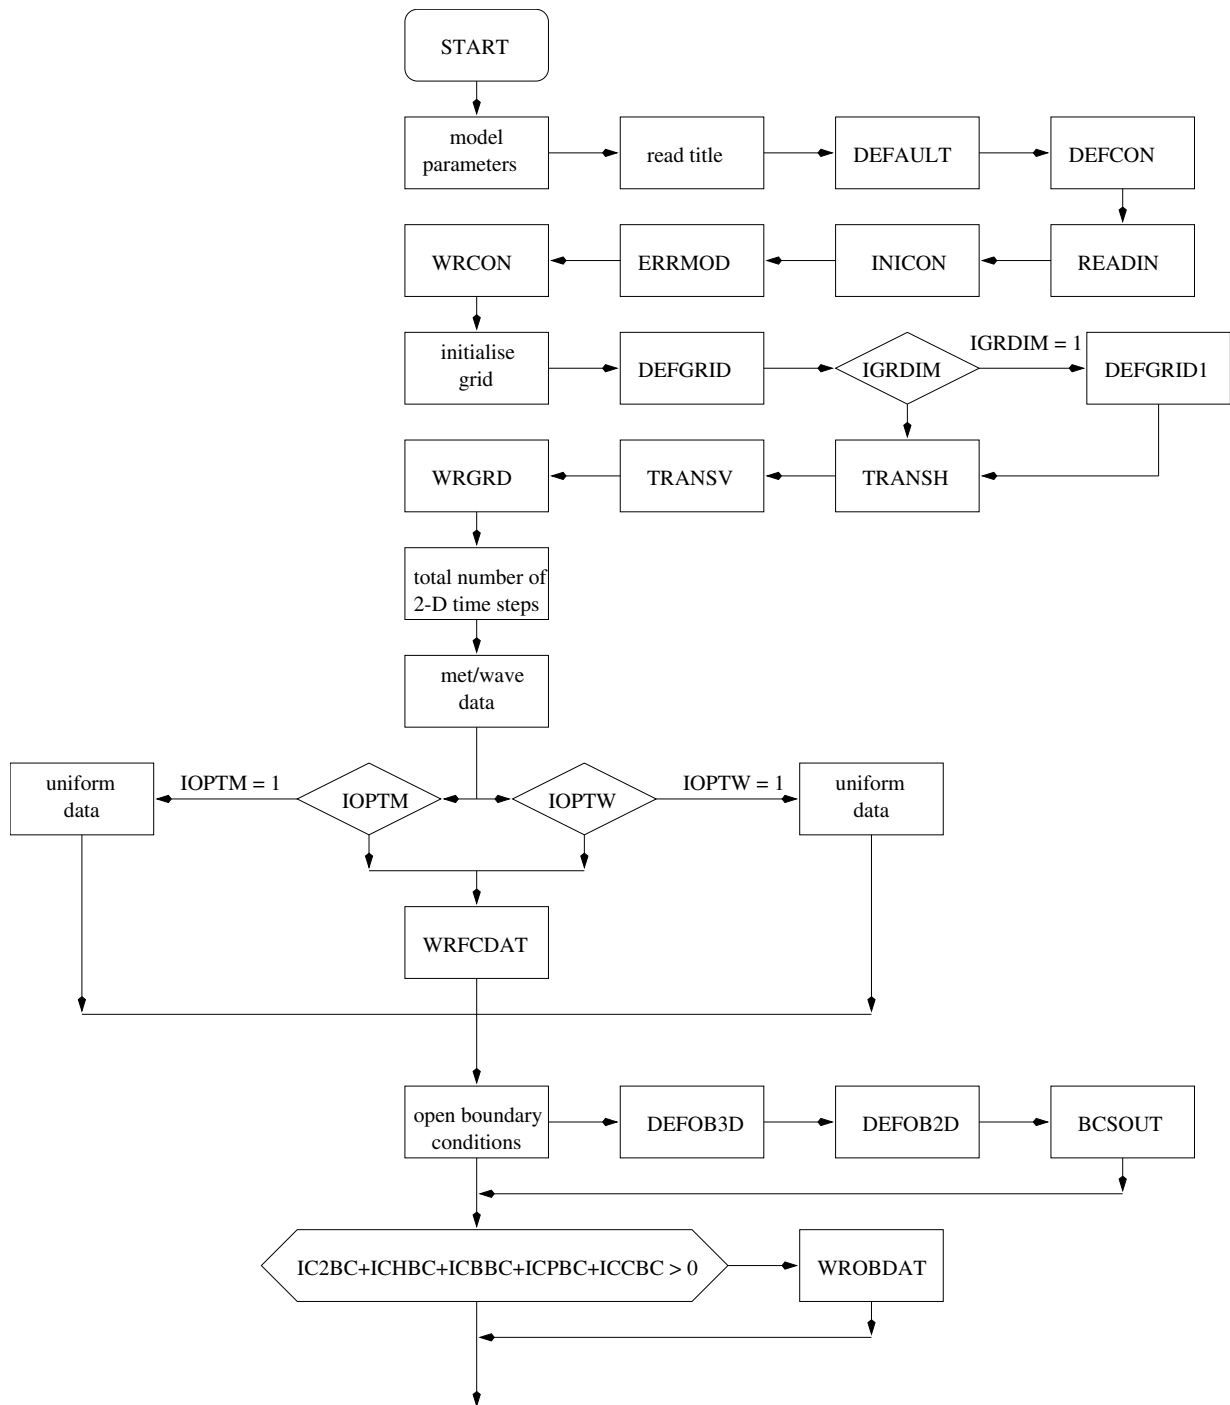 START
model
parameters
read title
DEFAULT
DEFCON
WRCON
ERRMOD
INICON
READIN
initialise
grid
DEFGRID
IGRDIM
IGRDIM = 1
DEFGRID1
WRGRD
TRANSV
TRANSH
total number of
2-D time steps
met/wave
data
uniform
data
IOPTM = 1
IOPTM
IOPTW
IOPTW = 1
uniform
data
WRFCDAT
open boundary
conditions
DEFOB3D
DEFOB2D
BCSOUT
IC2BC+ICHBC+ICBBC+ICPBC+ICCBC > 0
WROBDAT